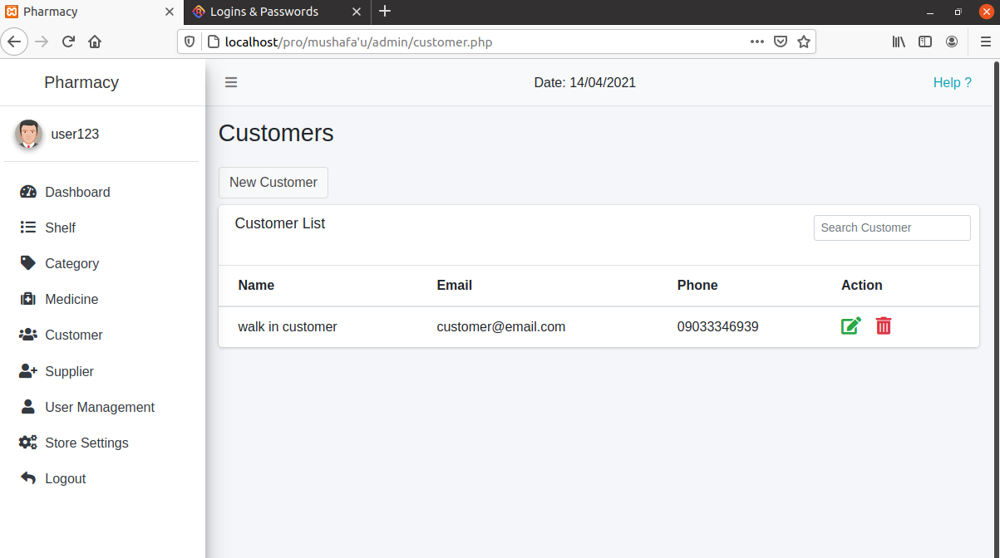 Pharmacy
Logins & Passwords
localhost/pro/mushafa'u/admin/customer.php
Pharmacy
Date: 14/04/2021
Help ?
user123
Customers
Dashboard
Shelf
Category
Medicine
Customer
Supplier
User Management
Store Settings
Logout
New Customer
Customer List
Search Customer
Name Email Phone Action
walk in customer customer@email.com 09033346939